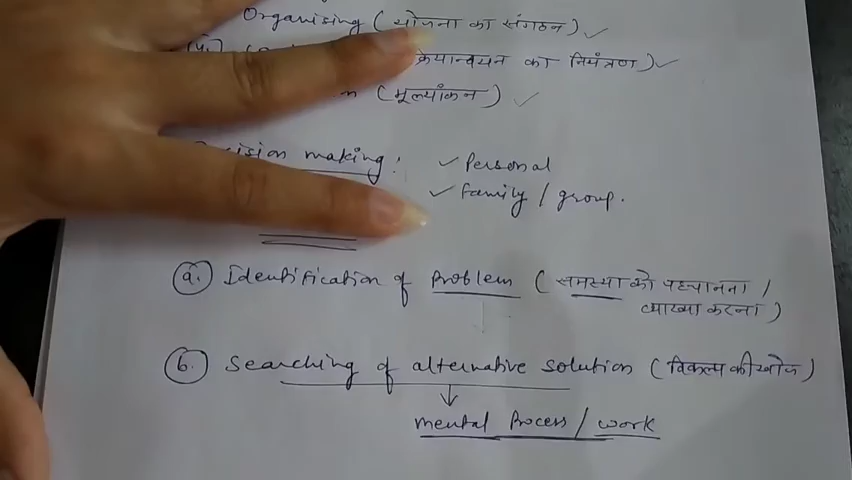 Organising (योजना का संगठन) ✓
(iv) का नियंत्रण) ✓
(मूल्यांकन) ✓
making: ✓ Personal
✓ Family / group.
a. Identification of Problem (समस्या को पहचानना /
व्याख्या करना)
b. Searching of alternative solution (विकल्प की खोज)
↓
mental Process / work